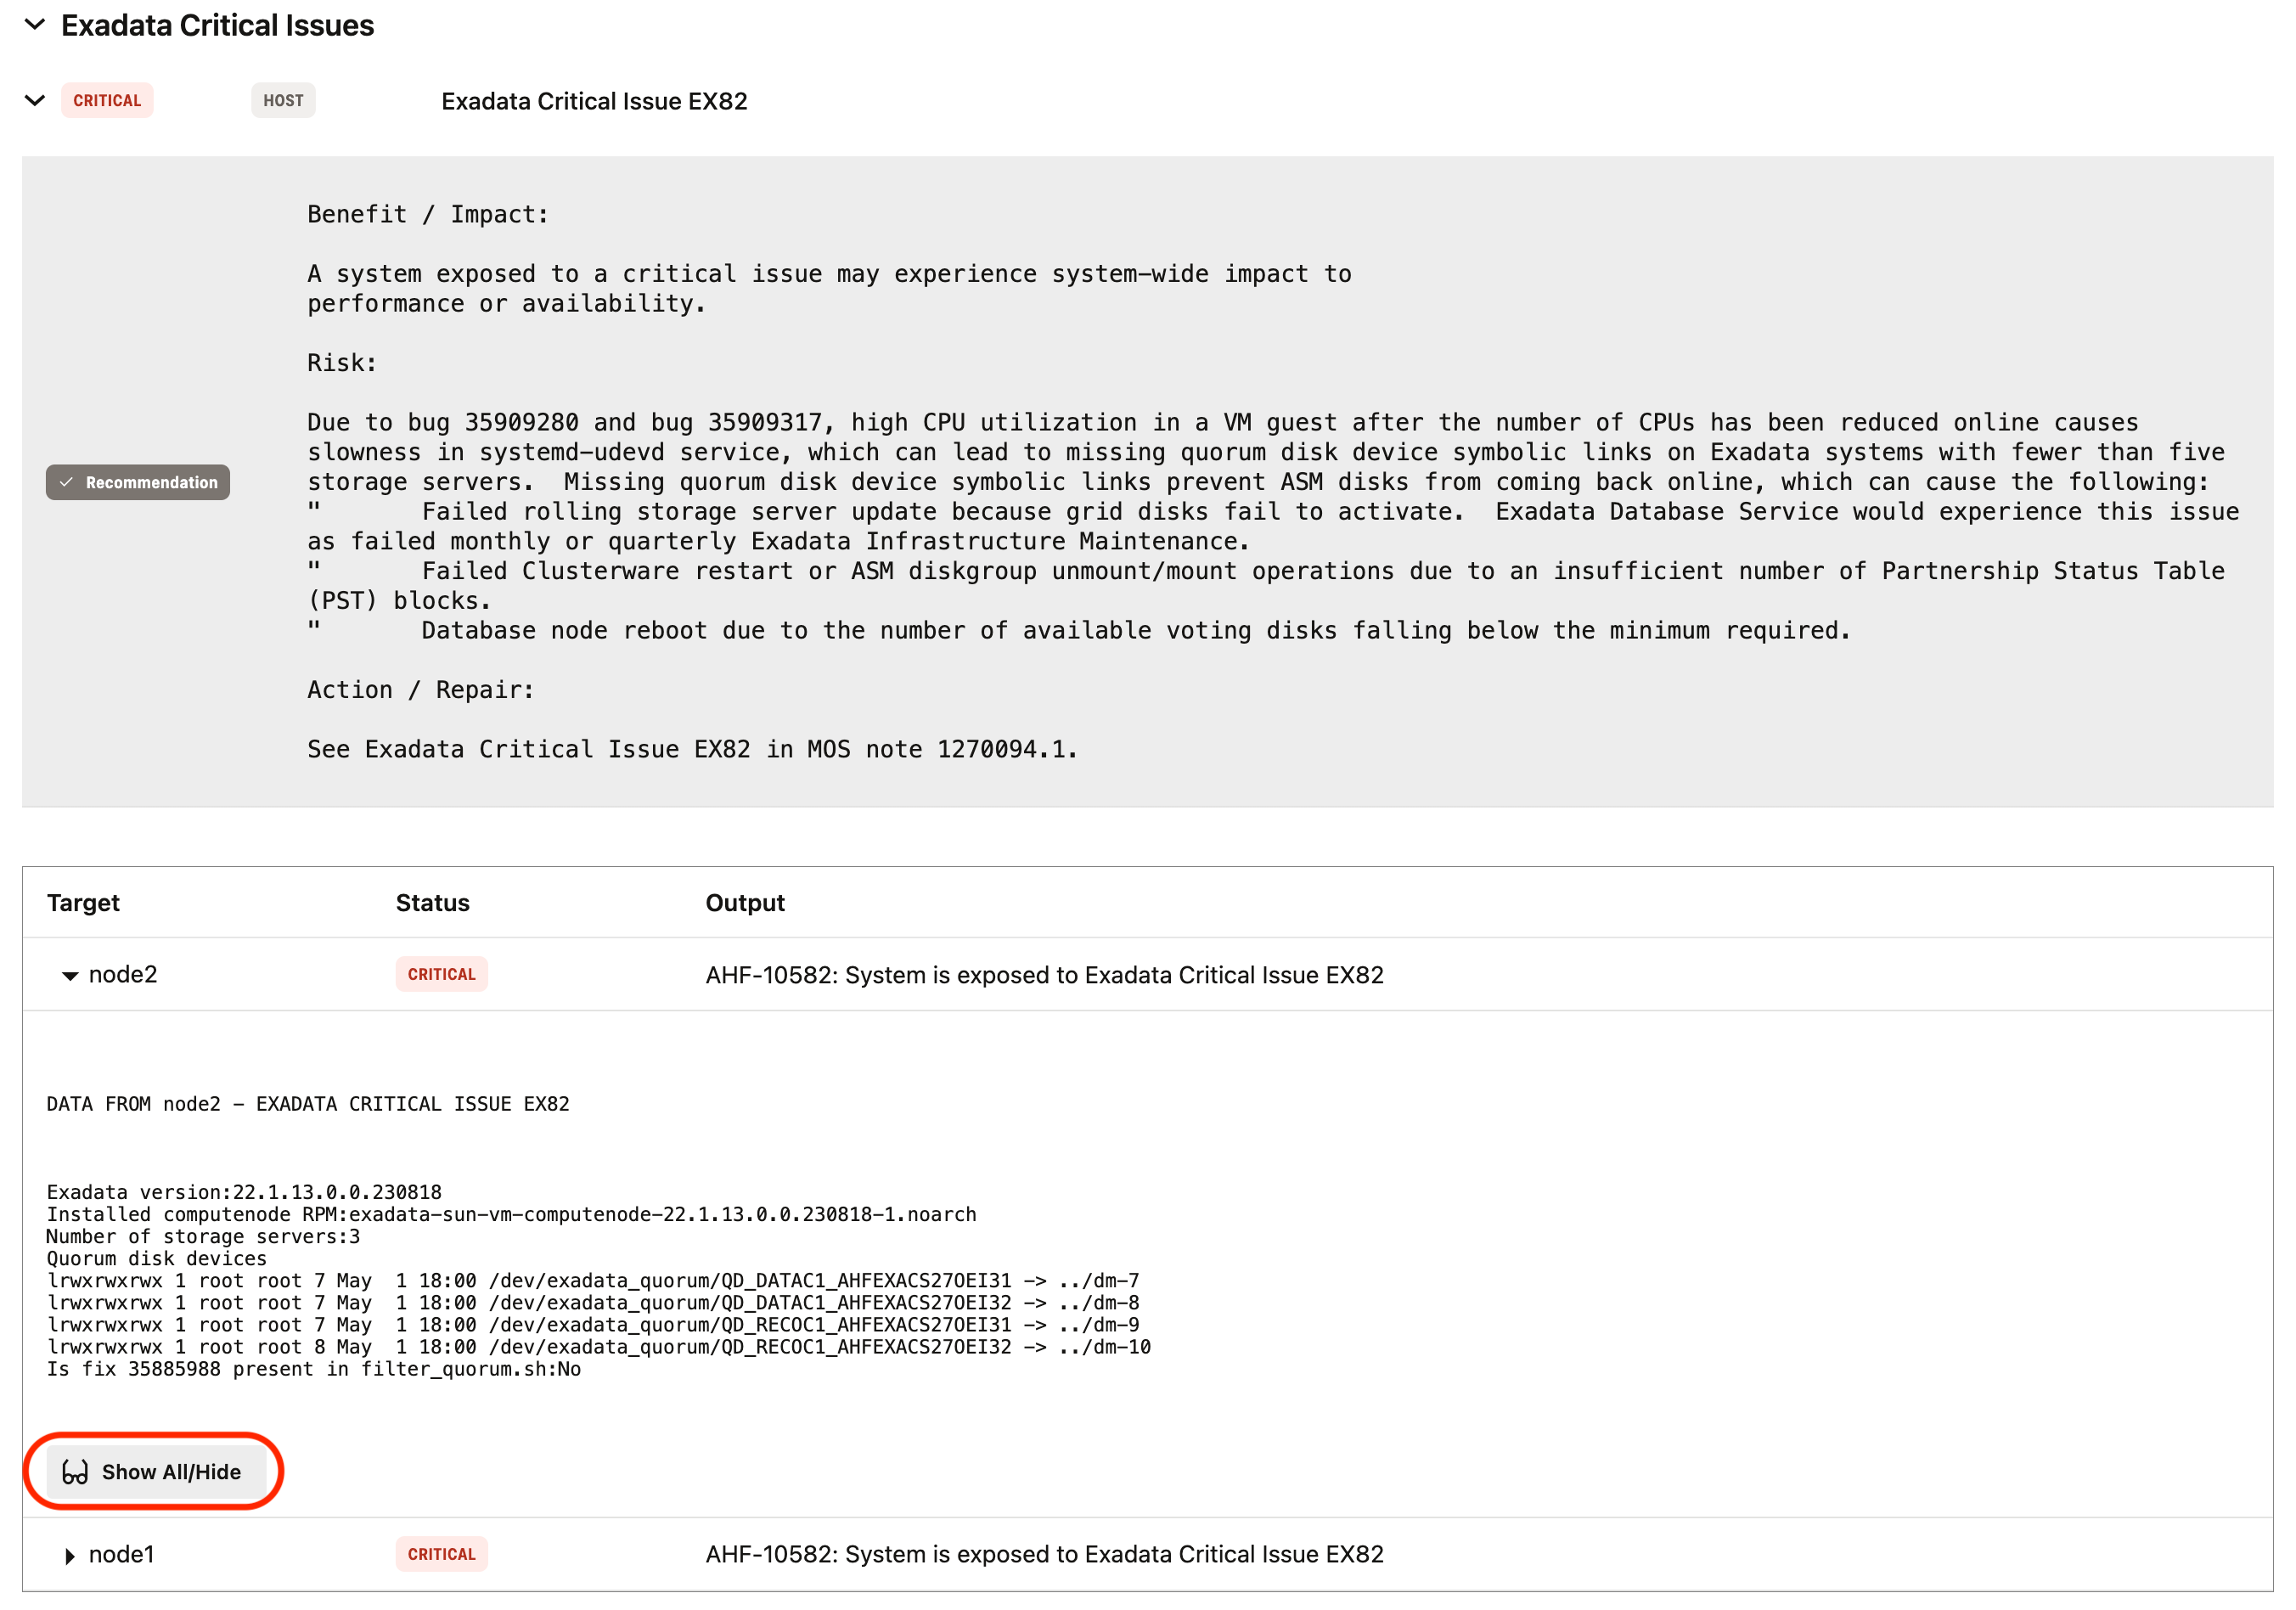 Exadata Critical Issues
CRITICAL HOST Exadata Critical Issue EX82
Benefit / Impact:
A system exposed to a critical issue may experience system-wide impact to
performance or availability.
Risk:
Due to bug 35909280 and bug 35909317, high CPU utilization in a VM guest after the number of CPUs has been reduced online causes
slowness in systemd-udevd service, which can lead to missing quorum disk device symbolic links on Exadata systems with fewer than five
storage servers.  Missing quorum disk device symbolic links prevent ASM disks from coming back online, which can cause the following:
"       Failed rolling storage server update because grid disks fail to activate.  Exadata Database Service would experience this issue
as failed monthly or quarterly Exadata Infrastructure Maintenance.
"       Failed Clusterware restart or ASM diskgroup unmount/mount operations due to an insufficient number of Partnership Status Table
(PST) blocks.
"       Database node reboot due to the number of available voting disks falling below the minimum required.
Action / Repair:
See Exadata Critical Issue EX82 in MOS note 1270094.1.
Recommendation
Target Status Output
node2 CRITICAL AHF-10582: System is exposed to Exadata Critical Issue EX82
DATA FROM node2 - EXADATA CRITICAL ISSUE EX82
Exadata version:22.1.13.0.0.230818
Installed computenode RPM:exadata-sun-vm-computenode-22.1.13.0.0.230818-1.noarch
Number of storage servers:3
Quorum disk devices
lrwxrwxrwx 1 root root 7 May  1 18:00 /dev/exadata_quorum/QD_DATAC1_AHFEXACS27OEI31 -> ../dm-7
lrwxrwxrwx 1 root root 7 May  1 18:00 /dev/exadata_quorum/QD_DATAC1_AHFEXACS27OEI32 -> ../dm-8
lrwxrwxrwx 1 root root 7 May  1 18:00 /dev/exadata_quorum/QD_RECOC1_AHFEXACS27OEI31 -> ../dm-9
lrwxrwxrwx 1 root root 8 May  1 18:00 /dev/exadata_quorum/QD_RECOC1_AHFEXACS27OEI32 -> ../dm-10
Is fix 35885988 present in filter_quorum.sh:No
Show All/Hide
node1 CRITICAL AHF-10582: System is exposed to Exadata Critical Issue EX82